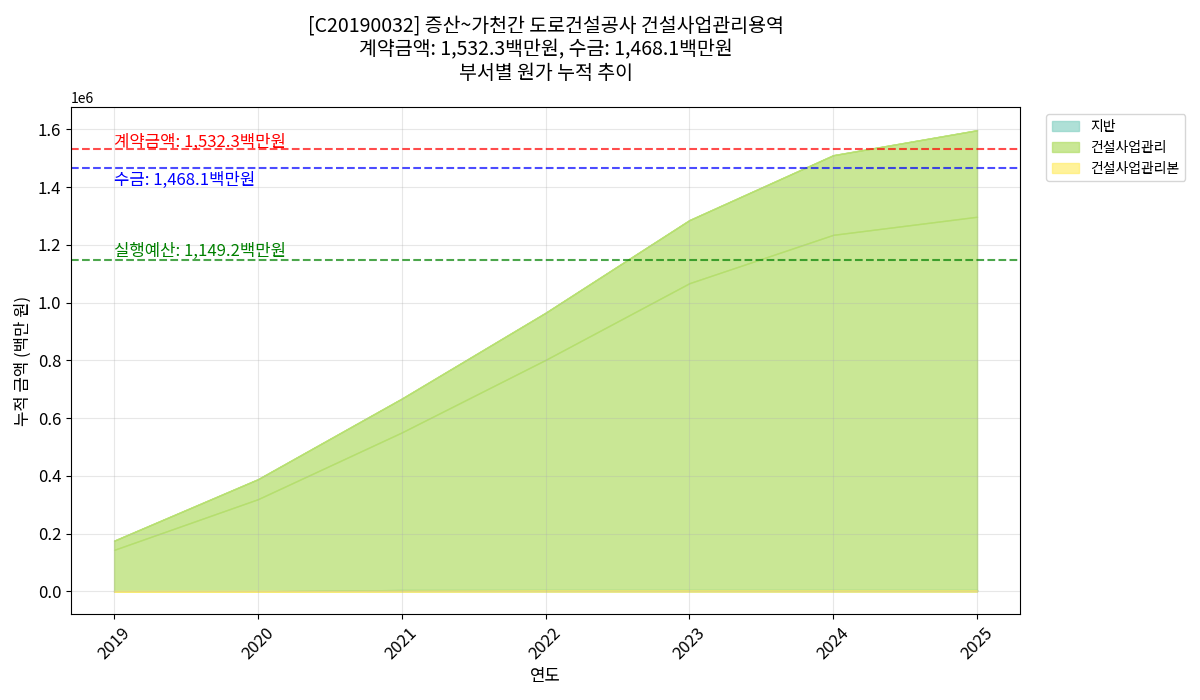 [C20190032] 증산~가천간 도로건설공사 건설사업관리용역
계약금액: 1,532.3백만원, 수금: 1,468.1백만원
부서별 원가 누적 추이
1e6
1.6
1.4
1.2
1.0
0.8
0.6
0.4
0.2
0.0
누적 금액 (백만 원)
계약금액: 1,532.3백만원
수금: 1,468.1백만원
실행예산: 1,149.2백만원
지반
건설사업관리
건설사업관리본
2019
2020
2021
2022
2023
2024
2025
연도